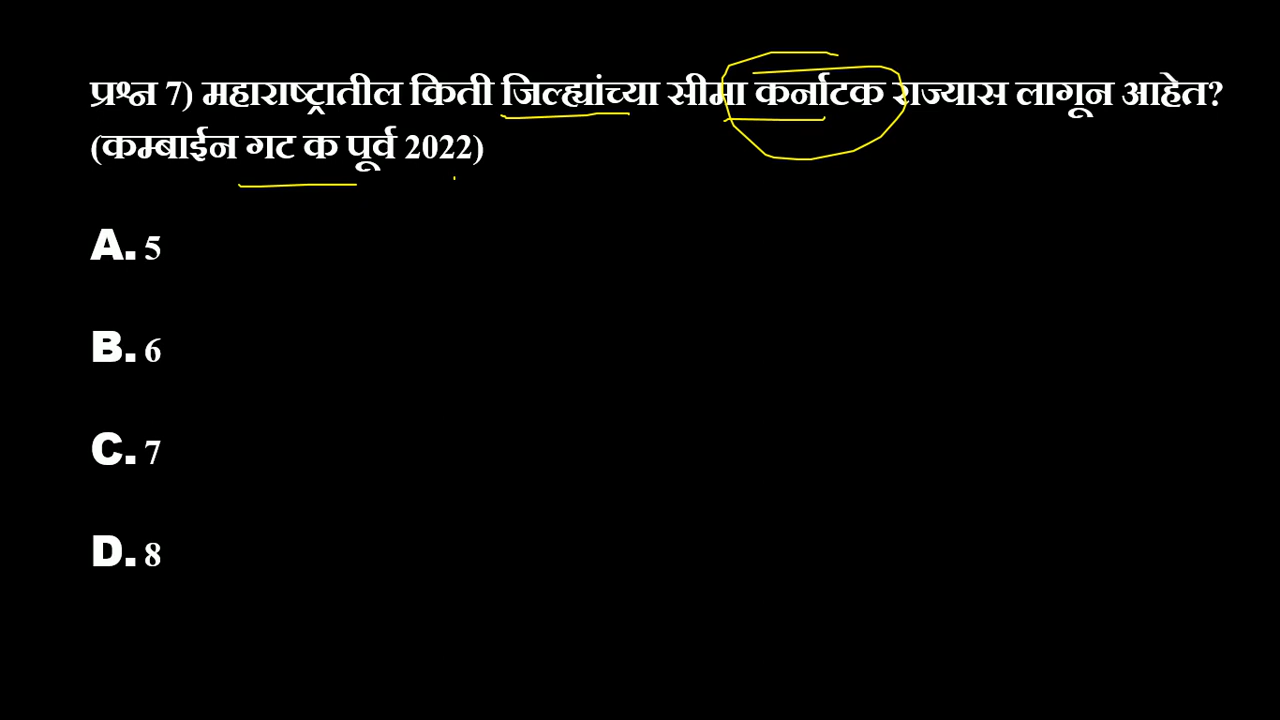 प्रश्न 7) महाराष्ट्रातील किती जिल्ह्यांच्या सीमा कर्नाटक राज्यास लागून आहेत?
(कम्बाईन गट क पूर्व 2022)
A. 5
B. 6
C. 7
D. 8